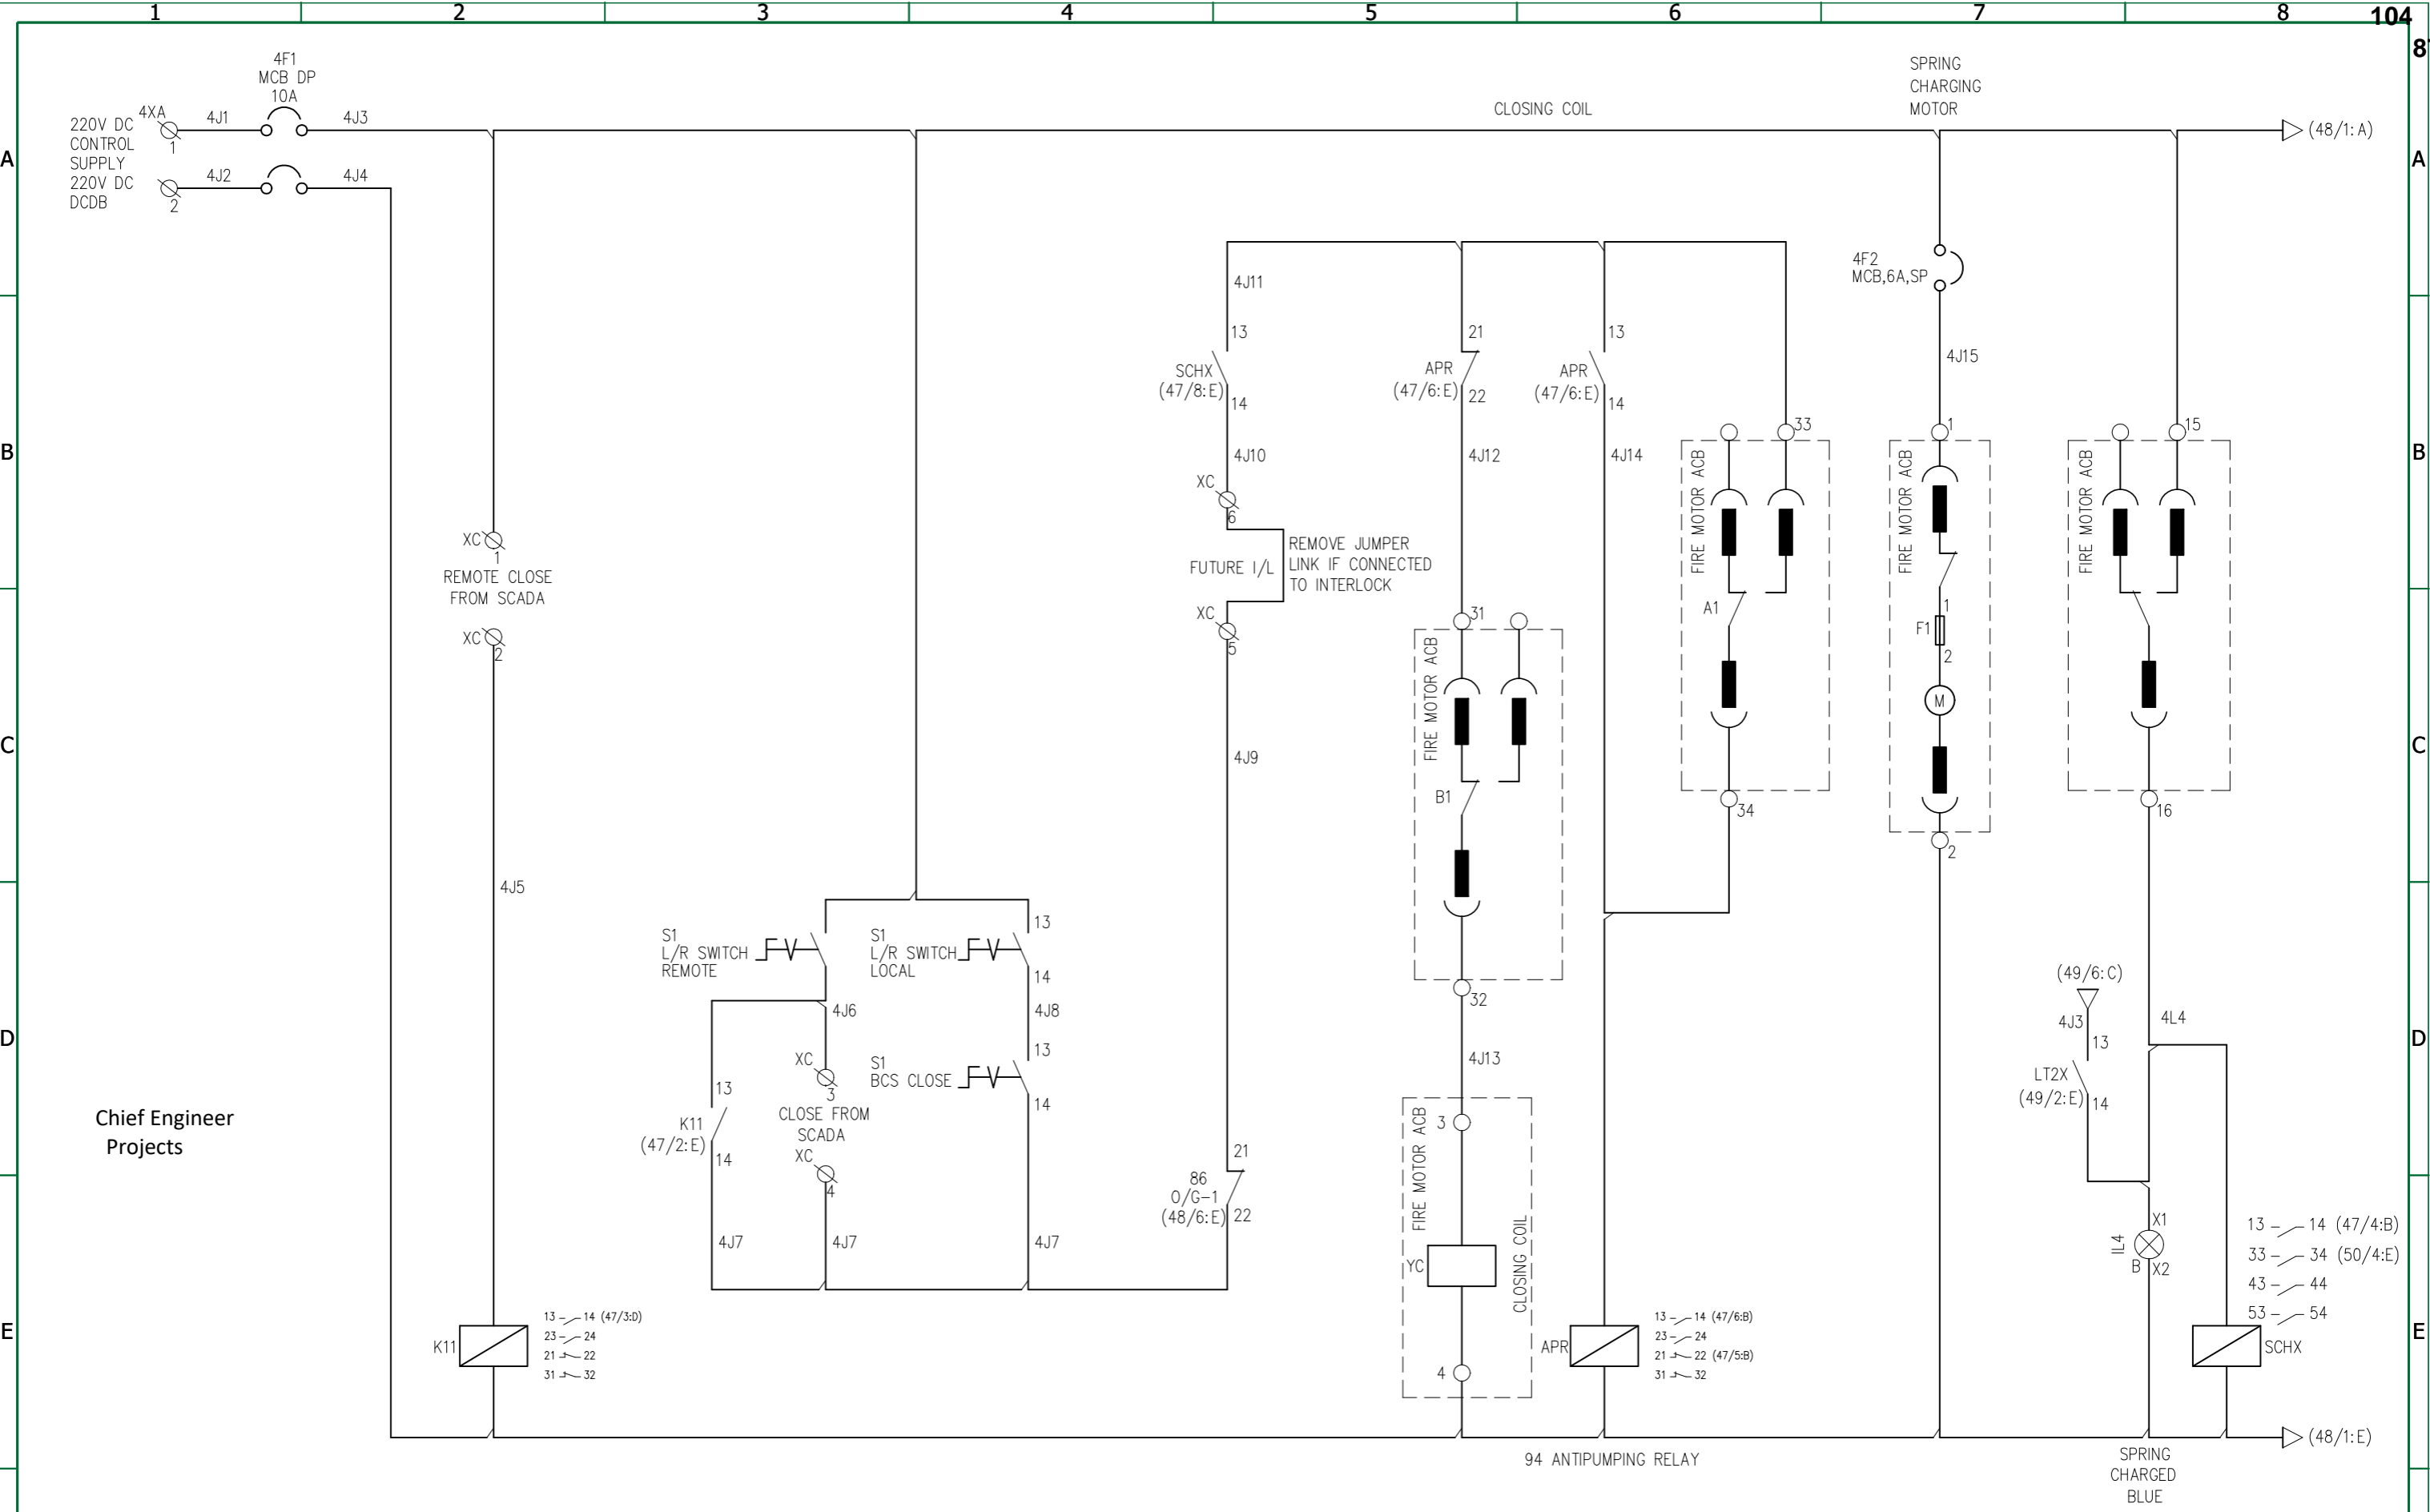 1 2 3 4 5 6 7 8 104
8
4F1
MCB DP
10A
4XA
4J1
4J3
220V DC
CONTROL
SUPPLY
1
220V DC
DCDB
4J2
4J4
2
CLOSING COIL
SPRING
CHARGING
MOTOR
(48/1:A)
A
A
4F2
MCB,6A,SP
4J11
13
SCHX
(47/8:E)
14
4J10
XC
6
21
APR
(47/6:E)
22
4J12
13
APR
(47/6:E)
14
4J14
4J15
B
B
XC
1
REMOTE CLOSE
FROM SCADA
XC
2
4J5
FUTURE I/L
REMOVE JUMPER
LINK IF CONNECTED
TO INTERLOCK
XC
5
4J9
31
FIRE MOTOR ACB
B1
32
4J13
33
FIRE MOTOR ACB
A1
34
1
FIRE MOTOR ACB
1
F1
2
M
2
15
FIRE MOTOR ACB
16
C
C
S1
L/R SWITCH
REMOTE
S1
L/R SWITCH
LOCAL
13
14
4J6
4J8
XC
3
CLOSE FROM
SCADA
XC
4
S1
BCS CLOSE
13
14
13
K11
(47/2:E)
14
4J7
4J7
4J7
21
86
O/G-1
(48/6:E)
22
D
D
(49/6:C)
4J3
13
LT2X
(49/2:E)
14
4L4
Chief Engineer
Projects
3
FIRE MOTOR ACB
YC
CLOSING COIL
4
X1
IL4
B
X2
13 14 (47/4:B)
33 34 (50/4:E)
43 44
53 54
SCHX
E
E
K11
13 14 (47/3:D)
23 24
21 22
31 32
APR
13 14 (47/6:B)
23 24
21 22 (47/5:B)
31 32
(48/1:E)
94 ANTIPUMPING RELAY
SPRING
CHARGED
BLUE